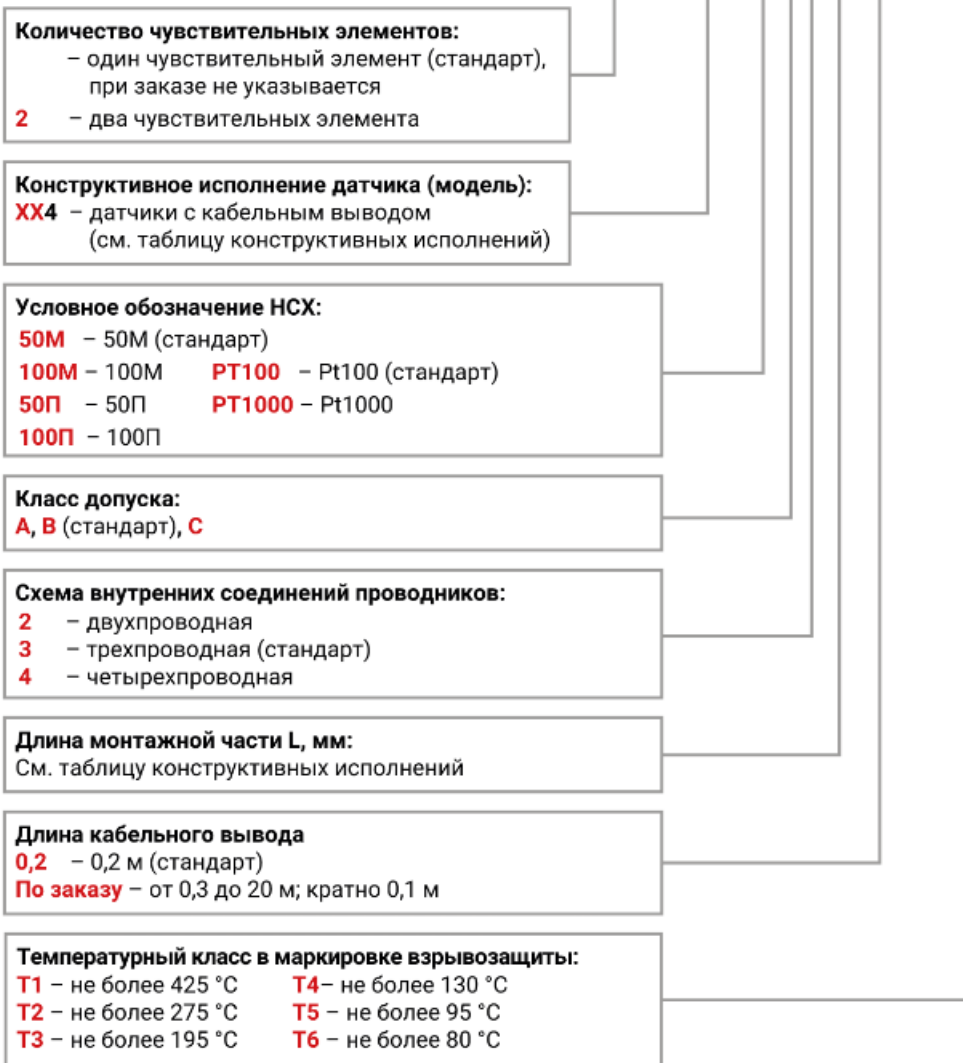 Количество чувствительных элементов:
– один чувствительный элемент (стандарт),
при заказе не указывается
2 – два чувствительных элемента
Конструктивное исполнение датчика (модель):
XX4 – датчики с кабельным выводом
(см. таблицу конструктивных исполнений)
Условное обозначение НСХ:
50М – 50М (стандарт)
100М – 100М РТ100 – Pt100 (стандарт)
50П – 50П РТ1000 – Pt1000
100П – 100П
Класс допуска:
А, В (стандарт), С
Схема внутренних соединений проводников:
2 – двухпроводная
3 – трехпроводная (стандарт)
4 – четырехпроводная
Длина монтажной части L, мм:
См. таблицу конструктивных исполнений
Длина кабельного вывода
0,2 – 0,2 м (стандарт)
По заказу – от 0,3 до 20 м; кратно 0,1 м
Температурный класс в маркировке взрывозащиты:
Т1 – не более 425 °С Т4– не более 130 °С
Т2 – не более 275 °С Т5 – не более 95 °С
Т3 – не более 195 °С Т6 – не более 80 °С